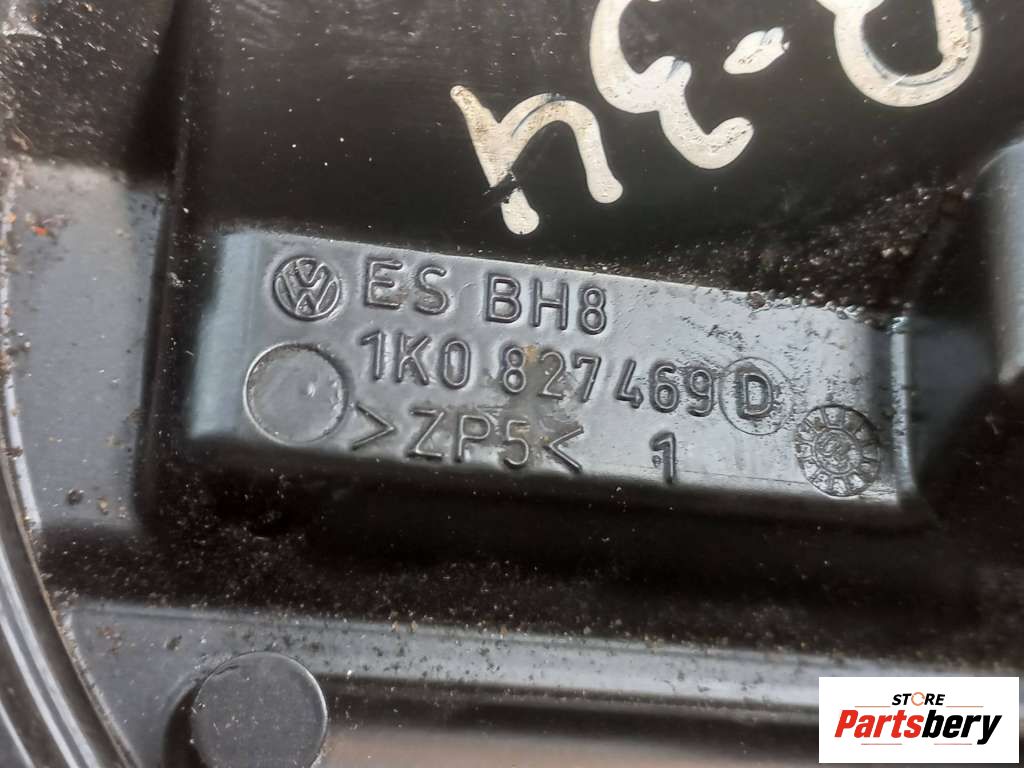 ES BH8
1K0 827 469 D
>ZP5< 1
STORE
Partsbery